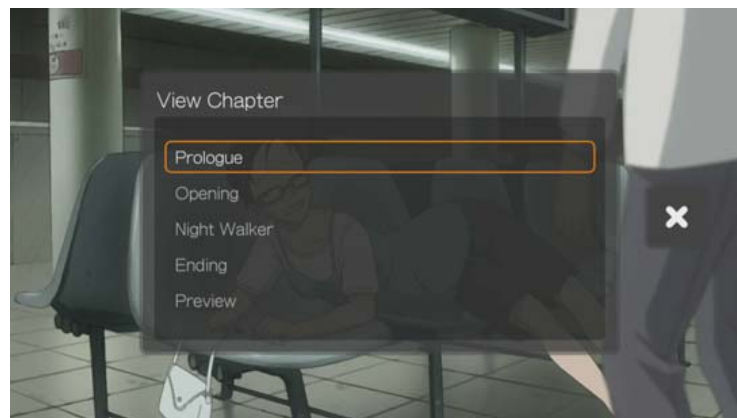 View Chapter
Prologue
Opening
Night Walker
Ending
Preview